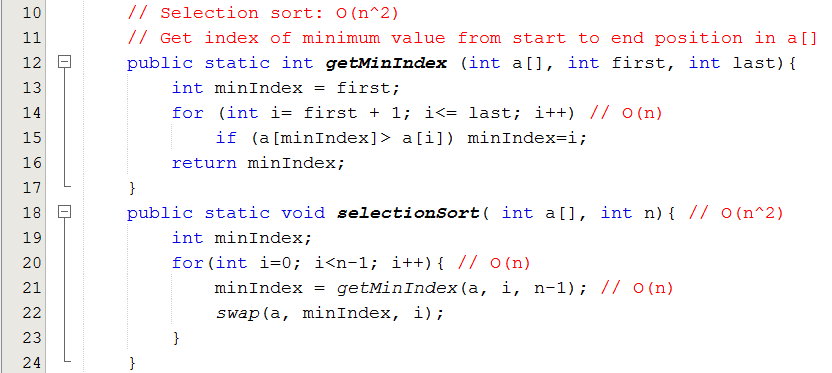 10 // Selection sort: O(n^2)
11 // Get index of minimum value from start to end position in a[]
12 public static int getMinIndex (int a[], int first, int last){
13 int minIndex = first;
14 for (int i= first + 1; i<= last; i++) // O(n)
15 if (a[minIndex]> a[i]) minIndex=i;
16 return minIndex;
17 }
18 public static void selectionSort( int a[], int n){ // O(n^2)
19 int minIndex;
20 for(int i=0; i<n-1; i++){ // O(n)
21 minIndex = getMinIndex(a, i, n-1); // O(n)
22 swap(a, minIndex, i);
23 }
24 }